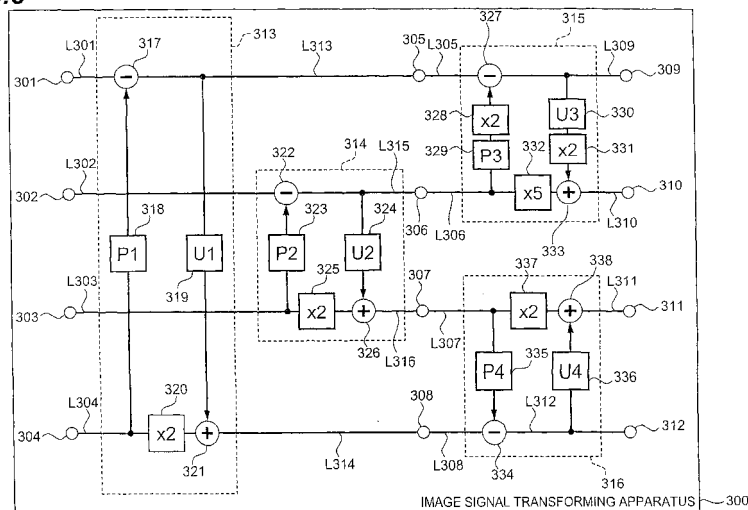 317
313
L301
L313
305
L305
327
315
L309
301
−
−
309
328
x2
U3
330
L302
322
314
L315
329
P3
332
x2
331
302
−
x5
+
310
306
L306
333
L310
318
P1
U1
319
323
P2
324
U2
L303
325
307
337
338
L311
303
x2
+
x2
+
311
326
L316
L307
P4
335
U4
336
L304
320
308
L312
304
x2
+
−
312
321
L314
L308
334
316
IMAGE SIGNAL TRANSFORMING APPARATUS
300